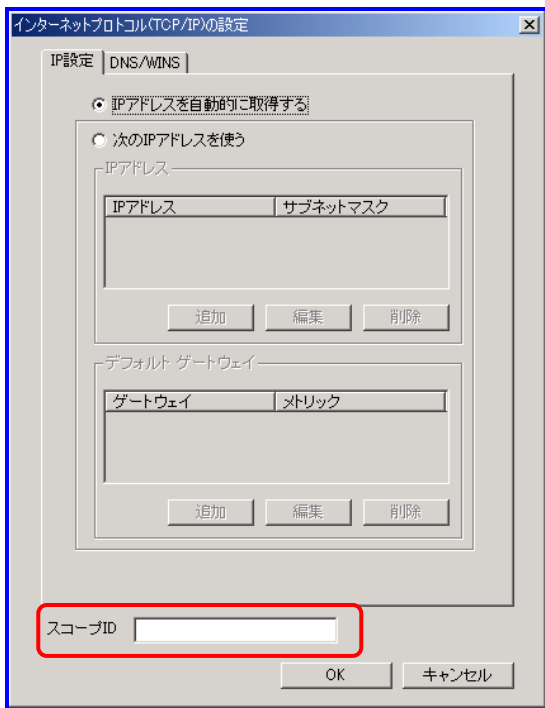 インターネットプロトコル(TCP/IP)の設定
IP設定 DNS/WINS
IPアドレスを自動的に取得する
次のIPアドレスを使う
IPアドレス
IPアドレス サブネットマスク
追加 編集 削除
デフォルト ゲートウェイ
ゲートウェイ メトリック
追加 編集 削除
スコープID
OK キャンセル